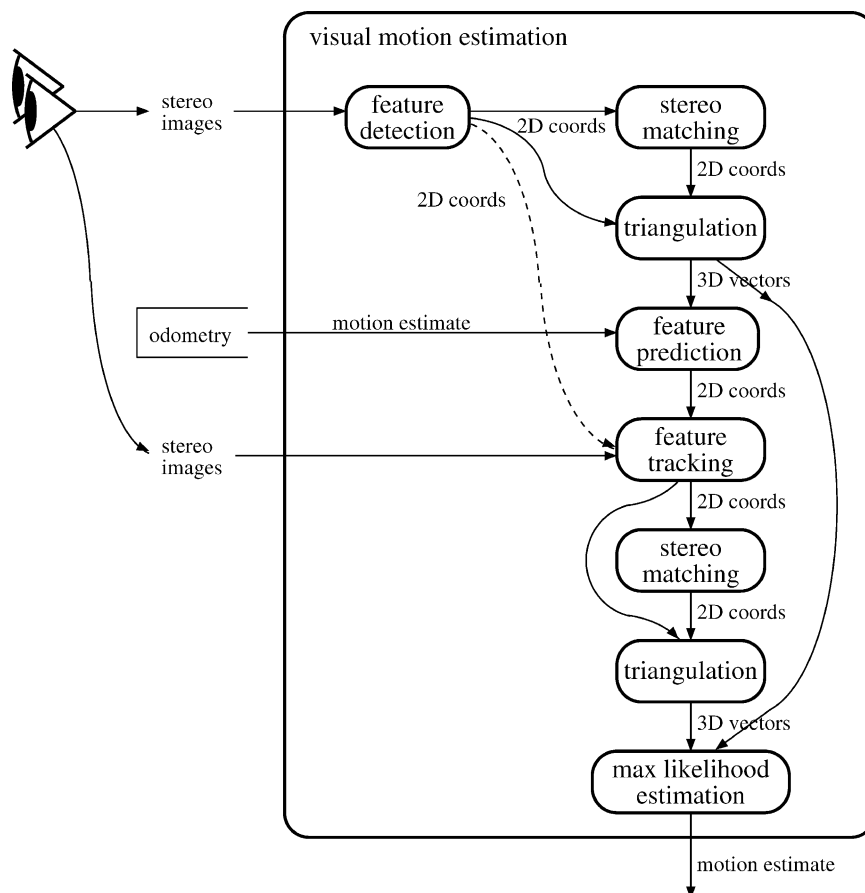 visual motion estimation
stereo
images
feature
detection
2D coords
stereo
matching
2D coords
2D coords
triangulation
3D vectors
odometry
motion estimate
feature
prediction
2D coords
stereo
images
feature
tracking
2D coords
stereo
matching
2D coords
triangulation
3D vectors
max likelihood
estimation
motion estimate